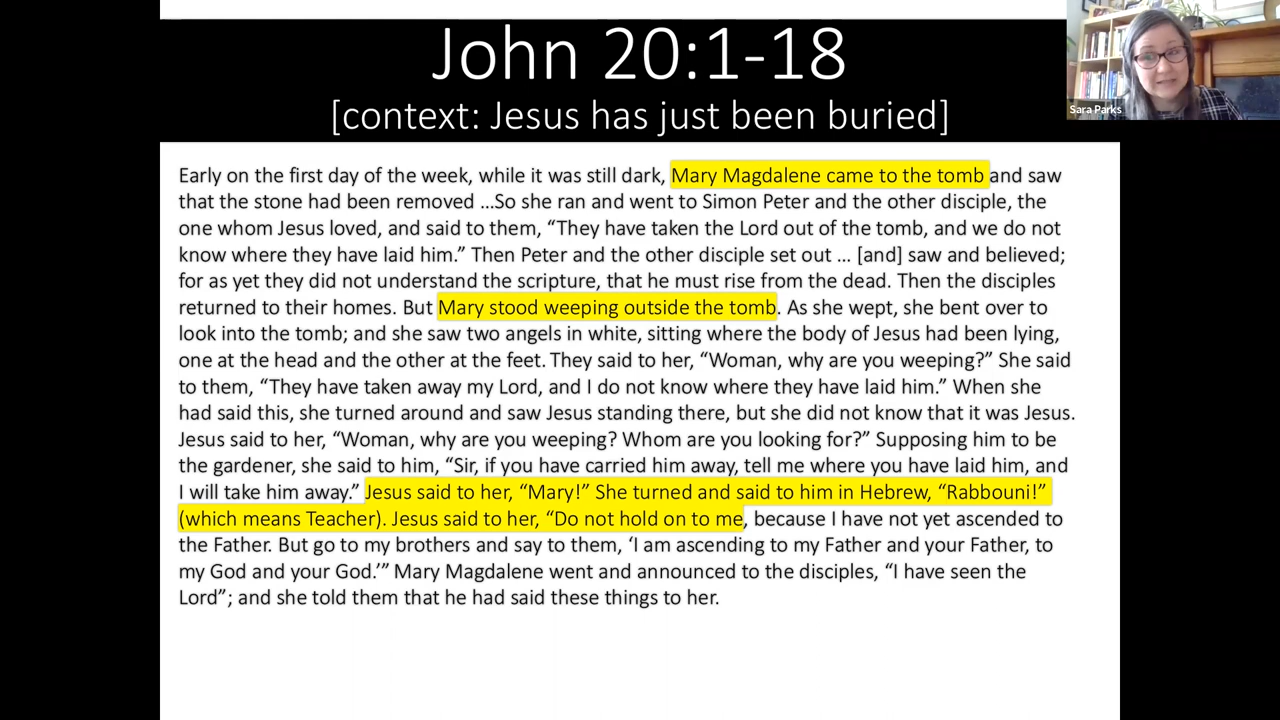 John 20:1-18
[context: Jesus has just been buried]
Sara Parks
Early on the first day of the week, while it was still dark, Mary Magdalene came to the tomb and saw
that the stone had been removed ...So she ran and went to Simon Peter and the other disciple, the
one whom Jesus loved, and said to them, “They have taken the Lord out of the tomb, and we do not
know where they have laid him.” Then Peter and the other disciple set out ... [and] saw and believed;
for as yet they did not understand the scripture, that he must rise from the dead. Then the disciples
returned to their homes. But Mary stood weeping outside the tomb. As she wept, she bent over to
look into the tomb; and she saw two angels in white, sitting where the body of Jesus had been lying,
one at the head and the other at the feet. They said to her, “Woman, why are you weeping?” She said
to them, “They have taken away my Lord, and I do not know where they have laid him.” When she
had said this, she turned around and saw Jesus standing there, but she did not know that it was Jesus.
Jesus said to her, “Woman, why are you weeping? Whom are you looking for?” Supposing him to be
the gardener, she said to him, “Sir, if you have carried him away, tell me where you have laid him, and
I will take him away.” Jesus said to her, “Mary!” She turned and said to him in Hebrew, “Rabbouni!”
(which means Teacher). Jesus said to her, “Do not hold on to me, because I have not yet ascended to
the Father. But go to my brothers and say to them, ‘I am ascending to my Father and your Father, to
my God and your God.’” Mary Magdalene went and announced to the disciples, “I have seen the
Lord”; and she told them that he had said these things to her.